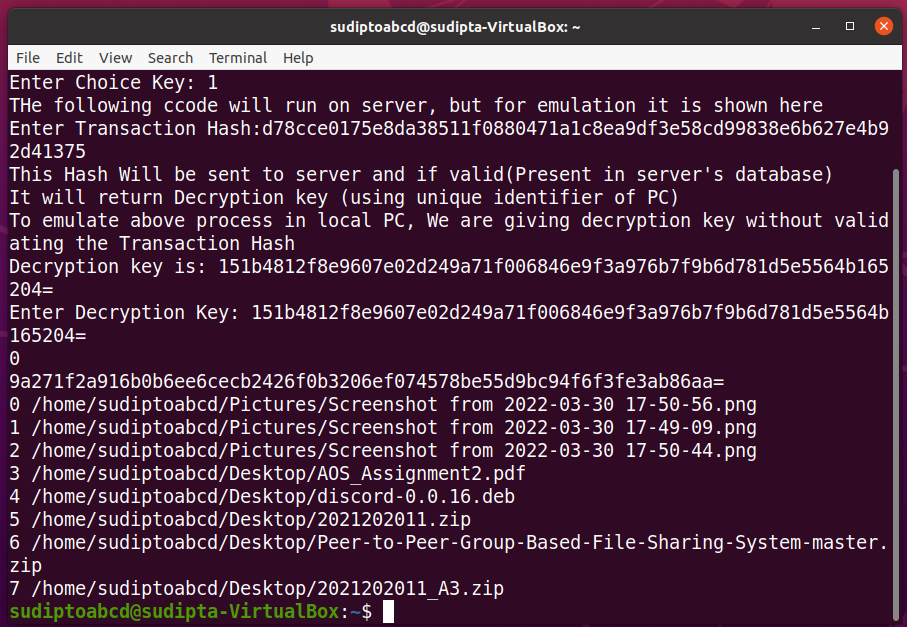 sudiptoabcd@sudipta-VirtualBox: ~
File Edit View Search Terminal Help
Enter Choice Key: 1
THe following ccode will run on server, but for emulation it is shown here
Enter Transaction Hash:d78cce0175e8da38511f0880471a1c8ea9df3e58cd99838e6b627e4b9
2d41375
This Hash Will be sent to server and if valid(Present in server's database)
It will return Decryption key (using unique identifier of PC)
To emulate above process in local PC, We are giving decryption key without valid
ating the Transaction Hash
Decryption key is: 151b4812f8e9607e02d249a71f006846e9f3a976b7f9b6d781d5e5564b165
204=
Enter Decryption Key: 151b4812f8e9607e02d249a71f006846e9f3a976b7f9b6d781d5e5564b
165204=
0
9a271f2a916b0b6ee6cecb2426f0b3206ef074578be55d9bc94f6f3fe3ab86aa=
0 /home/sudiptoabcd/Pictures/Screenshot from 2022-03-30 17-50-56.png
1 /home/sudiptoabcd/Pictures/Screenshot from 2022-03-30 17-49-09.png
2 /home/sudiptoabcd/Pictures/Screenshot from 2022-03-30 17-50-44.png
3 /home/sudiptoabcd/Desktop/AOS_Assignment2.pdf
4 /home/sudiptoabcd/Desktop/discord-0.0.16.deb
5 /home/sudiptoabcd/Desktop/2021202011.zip
6 /home/sudiptoabcd/Desktop/Peer-to-Peer-Group-Based-File-Sharing-System-master.
zip
7 /home/sudiptoabcd/Desktop/2021202011_A3.zip
sudiptoabcd@sudipta-VirtualBox:~$